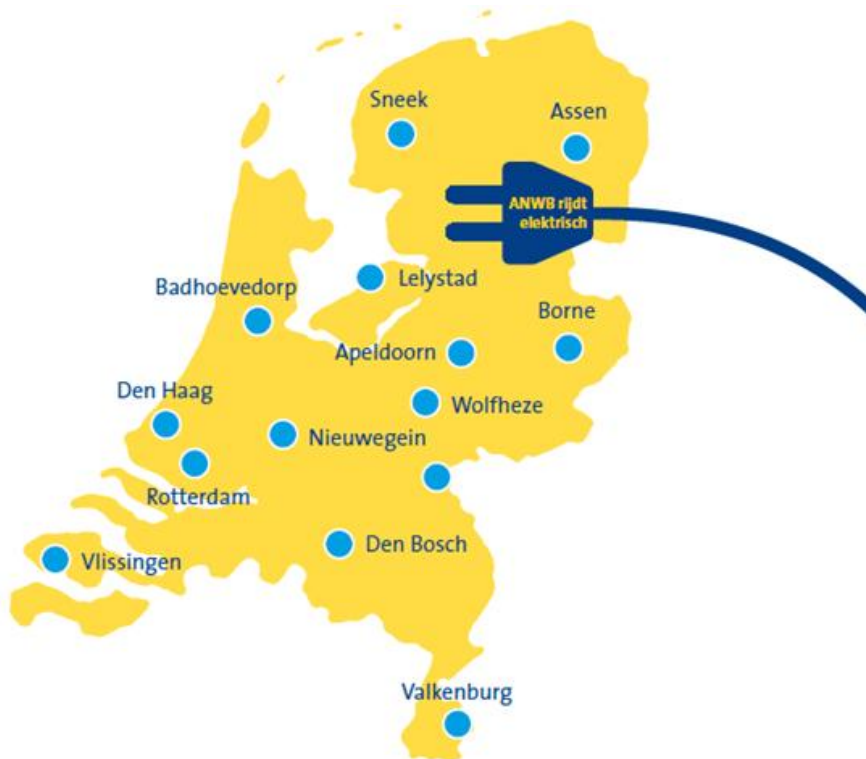 Sneek
Assen
ANWB rijdt
elektrisch
Lelystad
Badhoevedorp
Borne
Apeldoorn
Den Haag
Wolfheze
Nieuwegein
Rotterdam
Den Bosch
Vlissingen
Valkenburg